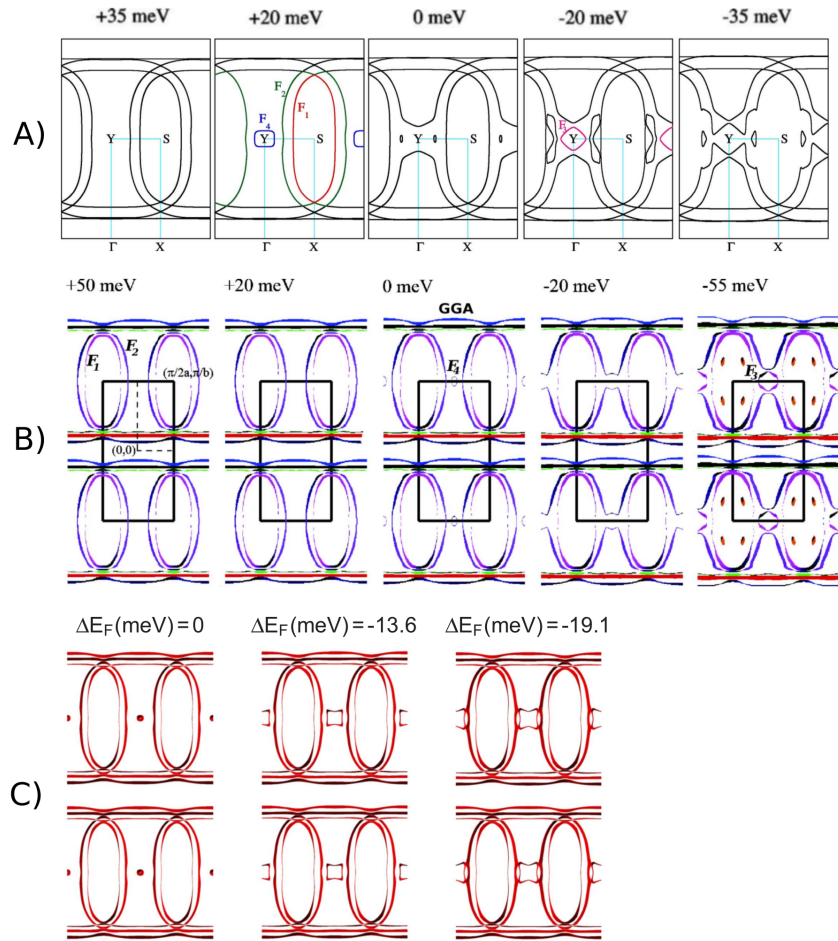 +35 meV +20 meV 0 meV -20 meV -35 meV
A)
F2
F1
F4
Y S Y S Y S Y S Y S
Γ X Γ X Γ X Γ X Γ X
+50 meV +20 meV 0 meV -20 meV -55 meV
GGA
B)
F1 F2 F4 F3
(π/2a,π/b)
(0,0)
ΔEF(meV)=0 ΔEF(meV)=-13.6 ΔEF(meV)=-19.1
C)